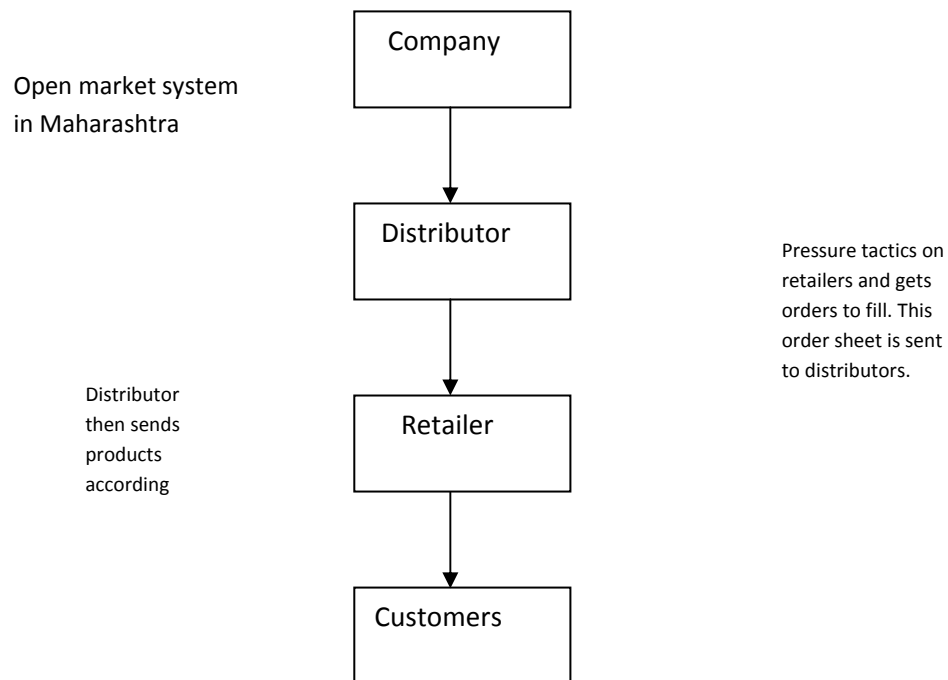 Company
Open market system
in Maharashtra
Distributor
Pressure tactics on
retailers and gets
orders to fill. This
order sheet is sent
to distributors.
Distributor
then sends
products
according
Retailer
Customers